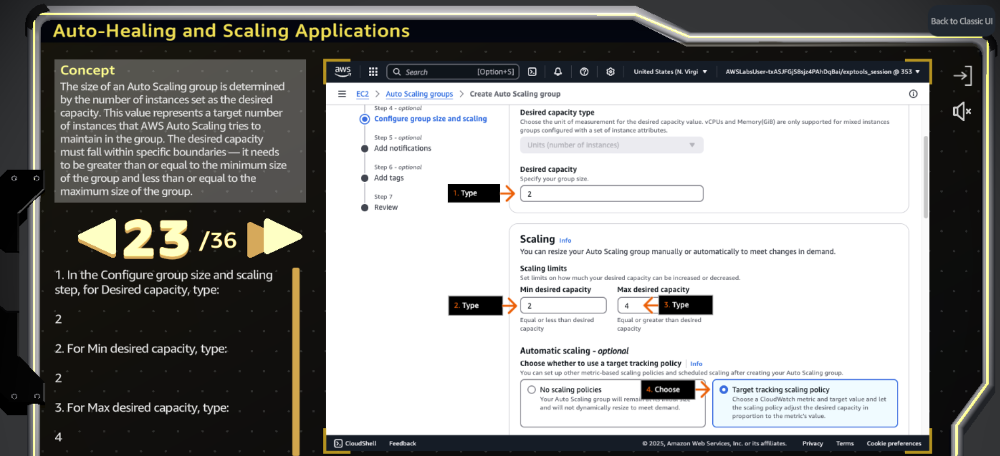 Back to Classic UI
Auto-Healing and Scaling Applications
Concept
The size of an Auto Scaling group is determined
by the number of instances set as the desired
capacity. This value represents a target number
of instances that AWS Auto Scaling tries to
maintain in the group. The desired capacity
must fall within specific boundaries — it needs
to be greater than or equal to the minimum size
of the group and less than or equal to the
maximum size of the group.
23 /36
1. In the Configure group size and scaling
step, for Desired capacity, type:
2
2. For Min desired capacity, type:
2
3. For Max desired capacity, type:
4
aws
Search [Option+S]
United States (N. Virgi
AWSLabsUser-txASJFGjS8sjz4PAhDqBai/exptools_session @ 353
EC2 > Auto Scaling groups > Create Auto Scaling group
Step 4 - optional
Configure group size and scaling
Step 5 - optional
Add notifications
Step 6 - optional
Add tags
Step 7
Review
Desired capacity type
Choose the unit of measurement for the desired capacity value. vCPUs and Memory(GiB) are only supported for mixed instances
groups configured with a set of instance attributes.
Units (number of instances)
Desired capacity
Specify your group size.
1. Type
2
Scaling Info
You can resize your Auto Scaling group manually or automatically to meet changes in demand.
Scaling limits
Set limits on how much your desired capacity can be increased or decreased.
Min desired capacity
Max desired capacity
2. Type
2
4
3. Type
Equal or less than desired
capacity
Equal or greater than desired
capacity
Automatic scaling - optional
Choose whether to use a target tracking policy Info
You can set up other metric-based scaling policies and scheduled scaling after creating your Auto Scaling group.
No scaling policies
Your Auto Scaling group will remain at its initial size
and will not dynamically resize to meet demand.
4. Choose
Target tracking scaling policy
Choose a CloudWatch metric and target value and let
the scaling policy adjust the desired capacity in
proportion to the metric's value.
CloudShell Feedback
© 2025, Amazon Web Services, Inc. or its affiliates. Privacy Terms Cookie preferences